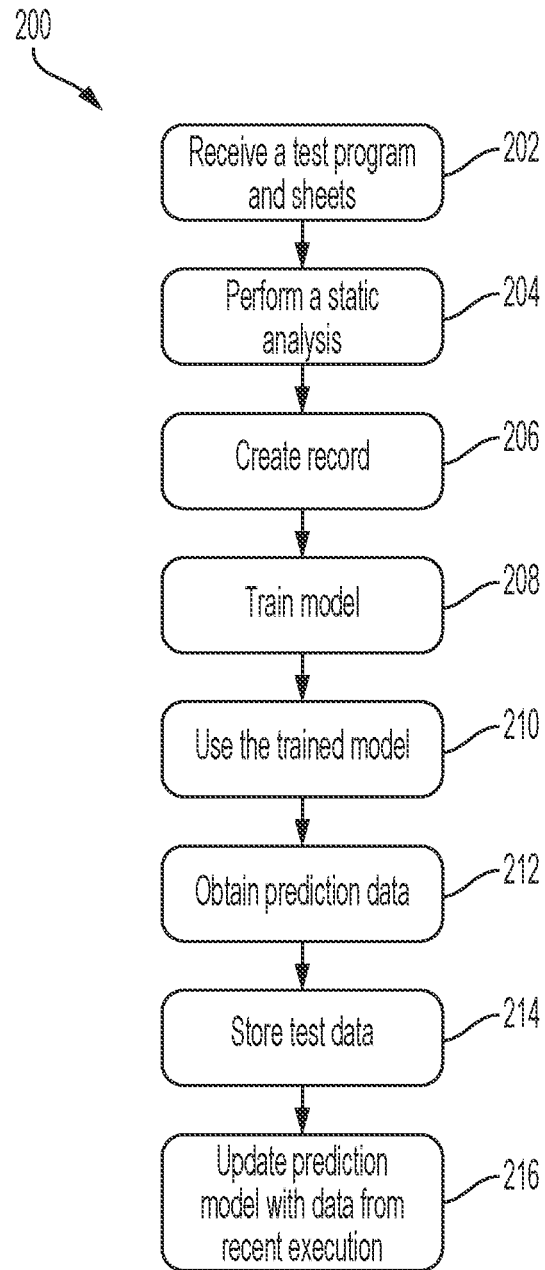 200
Receive a test program
and sheets
202
Perform a static
analysis
204
Create record
206
Train model
208
Use the trained model
210
Obtain prediction data
212
Store test data
214
Update prediction
model with data from
recent execution
216